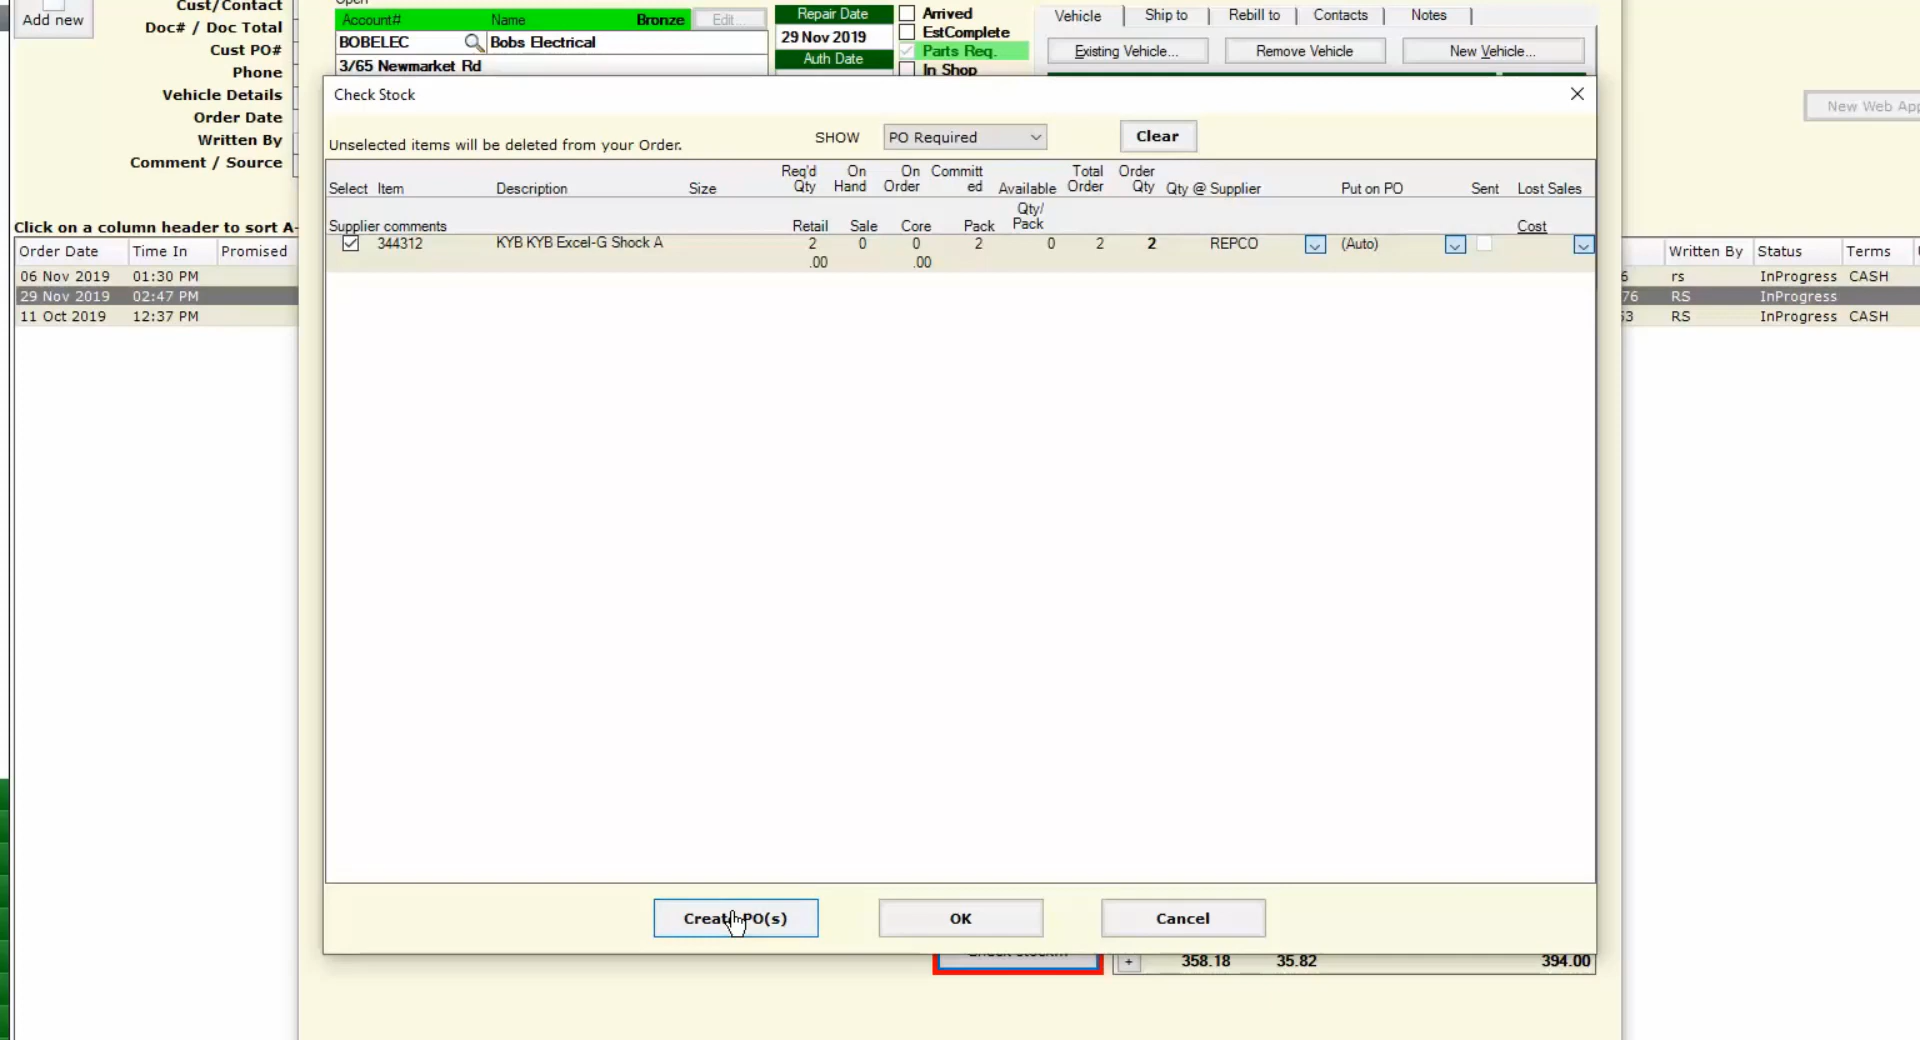 Add new
Cust/Contact
Doc# / Doc Total
Cust PO#
Phone
Vehicle Details
Order Date
Written By
Comment / Source
Open
Account# Name Bronze Edit...
BOBELEC Bobs Electrical
3/65 Newmarket Rd
Repair Date
29 Nov 2019
Auth Date
Arrived
EstComplete
Parts Req.
In Shop
Vehicle Ship to Rebill to Contacts Notes
Existing Vehicle... Remove Vehicle New Vehicle...
New Web App
Check Stock
Unselected items will be deleted from your Order.
SHOW PO Required Clear
Select Item Description Size Req'd Qty On Hand On Order Committ ed Available Total Order Order Qty Qty @ Supplier Put on PO Sent Lost Sales
Supplier comments Retail Sale Core Pack Qty/ Pack Cost
344312 KYB KYB Excel-G Shock A 2 0 0 2 0 2 2 REPCO (Auto)
.00 .00
Click on a column header to sort A-
Order Date Time In Promised
06 Nov 2019 01:30 PM
29 Nov 2019 02:47 PM
11 Oct 2019 12:37 PM
Written By Status Terms
6 rs InProgress CASH
76 RS InProgress
53 RS InProgress CASH
Create PO(s) OK Cancel
Check Stock...
+ 358.18 35.82 394.00